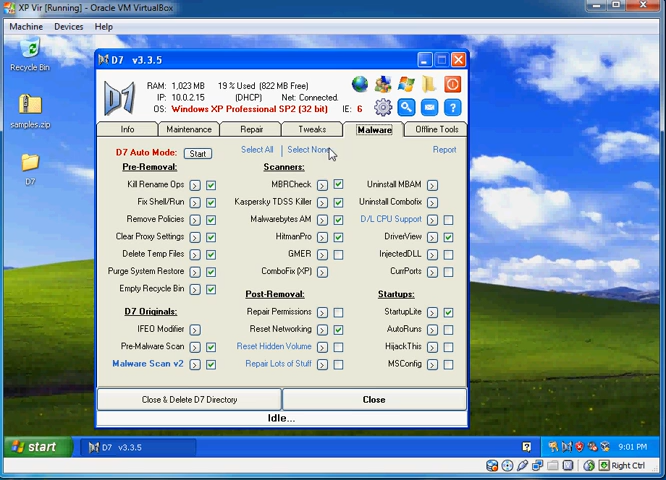 XP Vir [Running] - Oracle VM VirtualBox
Machine Devices Help
Recycle Bin
samples.zip
D7
D7 v3.3.5
D7
RAM: 1,023 MB 19 % Used (822 MB Free)
IP: 10.0.2.15 (DHCP) Net: Connected.
OS: Windows XP Professional SP2 (32 bit) IE: 6
Info Maintenance Repair Tweaks Malware Offline Tools
D7 Auto Mode: Start Select All Select None Report
Pre-Removal:
Kill Rename Ops
Fix Shell/Run
Remove Policies
Clear Proxy Settings
Delete Temp Files
Purge System Restore
Empty Recycle Bin
D7 Originals:
IFEO Modifier
Pre-Malware Scan
Malware Scan v2
Scanners:
MBRCheck
Kaspersky TDSS Killer
Malwarebytes AM
HitmanPro
GMER
ComboFix (XP)
Post-Removal:
Repair Permissions
Reset Networking
Reset Hidden Volume
Repair Lots of Stuff
Uninstall MBAM
Uninstall Combofix
D/L CPU Support
DriverView
InjectedDLL
CurrPorts
Startups:
StartupLite
AutoRuns
HijackThis
MSConfig
Close & Delete D7 Directory Close
Idle...
start D7 v3.3.5 9:01 PM
Right Ctrl